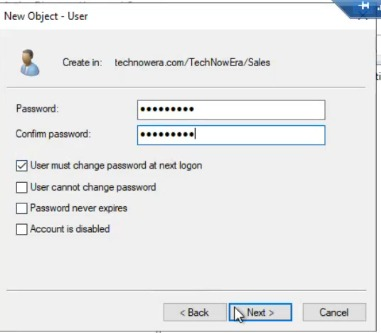 New Object - User
Create in: technowera.com/TechNowEra/Sales
Password: •••••••••
Confirm password: •••••••••
User must change password at next logon
User cannot change password
Password never expires
Account is disabled
< Back Next > Cancel